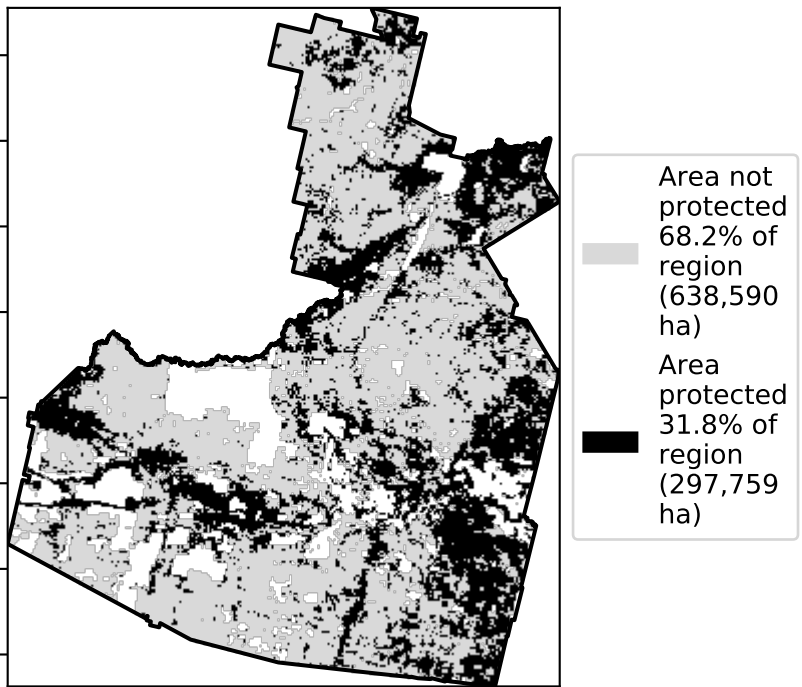 Area not
protected
68.2% of
region
(638,590
ha)
Area
protected
31.8% of
region
(297,759
ha)